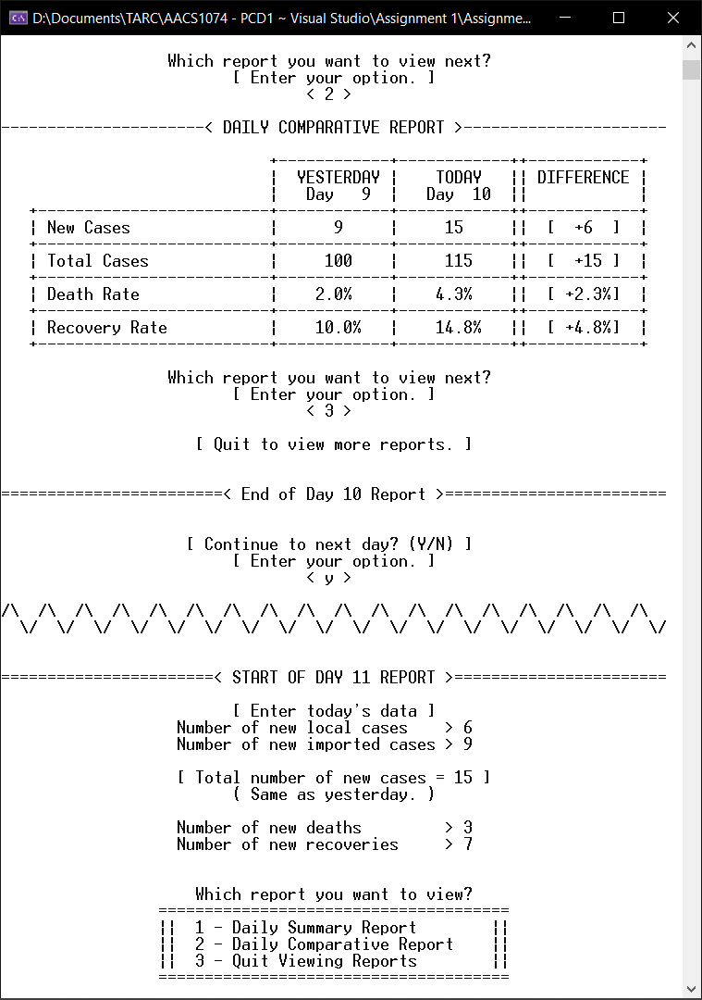 D:\Documents\TARC\AACS1074 - PCD1 ~ Visual Studio\Assignment 1\Assignme...
Which report you want to view next?
[ Enter your option. ]
< 2 >
----------------------< DAILY COMPARATIVE REPORT >----------------------
+------------+------------++------------+
¦  YESTERDAY ¦    TODAY   ¦¦ DIFFERENCE ¦
¦   Day   9  ¦   Day  10  ¦¦            ¦
+-------------------------+------------+------------++------------+
¦ New Cases               ¦      9     ¦     15     ¦¦  [  +6  ]  ¦
+-------------------------+------------+------------++------------+
¦ Total Cases             ¦     100    ¦     115    ¦¦  [  +15 ]  ¦
+-------------------------+------------+------------++------------+
¦ Death Rate              ¦    2.0%    ¦    4.3%    ¦¦  [ +2.3%]  ¦
+-------------------------+------------+------------++------------+
¦ Recovery Rate           ¦    10.0%   ¦    14.8%   ¦¦  [ +4.8%]  ¦
+-------------------------+------------+------------++------------+
Which report you want to view next?
[ Enter your option. ]
< 3 >
[ Quit to view more reports. ]
========================< End of Day 10 Report >========================
[ Continue to next day? (Y/N) ]
[ Enter your option. ]
< y >
/\  /\  /\  /\  /\  /\  /\  /\  /\  /\  /\  /\  /\  /\  /\  /\  /\  /\
  \/  \/  \/  \/  \/  \/  \/  \/  \/  \/  \/  \/  \/  \/  \/  \/  \/  \/
=======================< START OF DAY 11 REPORT >=======================
[ Enter today's data ]
Number of new local cases    > 6
Number of new imported cases > 9
[ Total number of new cases = 15 ]
( Same as yesterday. )
Number of new deaths         > 3
Number of new recoveries     > 7
Which report you want to view?
======================================
¦¦  1 - Daily Summary Report        ¦¦
¦¦  2 - Daily Comparative Report    ¦¦
¦¦  3 - Quit Viewing Reports        ¦¦
======================================